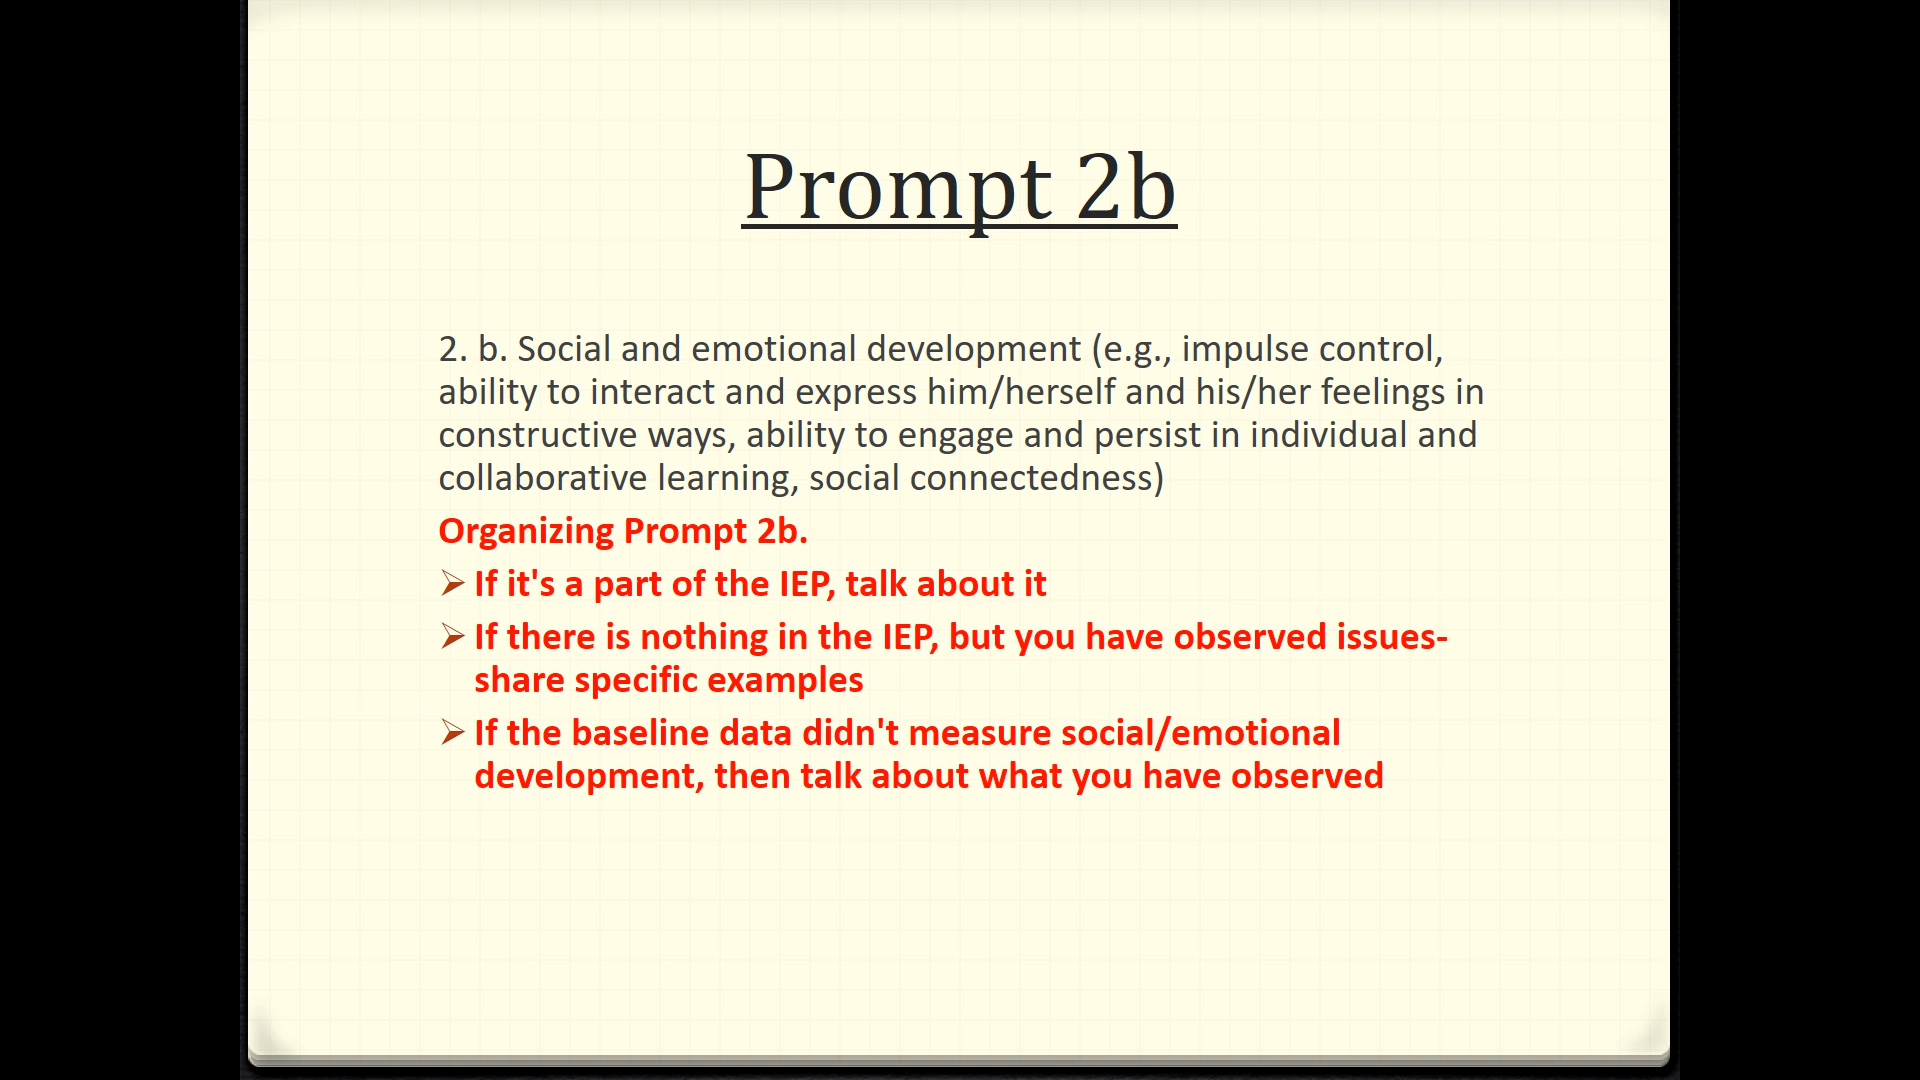 Prompt 2b
2. b. Social and emotional development (e.g., impulse control,
ability to interact and express him/herself and his/her feelings in
constructive ways, ability to engage and persist in individual and
collaborative learning, social connectedness)
Organizing Prompt 2b.
➢ If it's a part of the IEP, talk about it
➢ If there is nothing in the IEP, but you have observed issues-
share specific examples
➢ If the baseline data didn't measure social/emotional
development, then talk about what you have observed